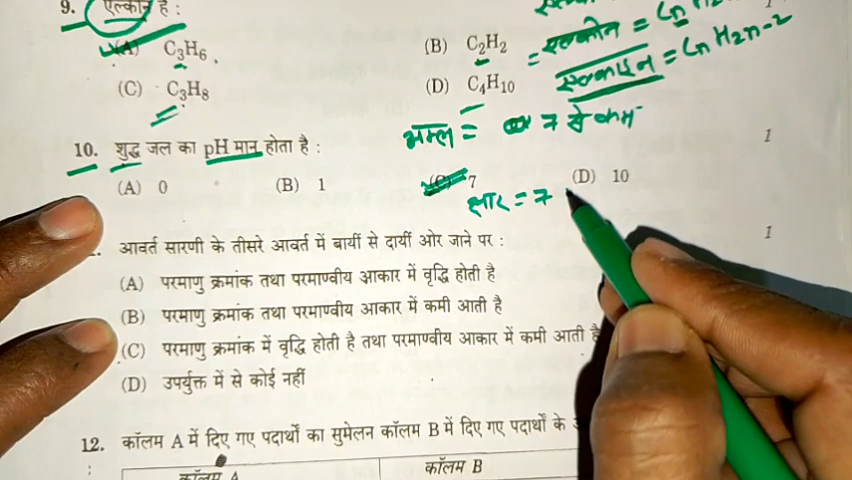 9. एल्कीन है :
(A) C3H6 .
(B) C2H2
(C) C3H8
(D) C4H10
= एल्कीन = CnH2n
एल्काइन = CnH2n-2
अम्ल = 7 से कम
10. शुद्ध जल का pH मान होता है : 1
(A) 0 (B) 1 (C) 7 (D) 10
क्षार = 7
आवर्त सारणी के तीसरे आवर्त में बायीं से दायीं ओर जाने पर : 1
(A) परमाणु क्रमांक तथा परमाण्वीय आकार में वृद्धि होती है
(B) परमाणु क्रमांक तथा परमाण्वीय आकार में कमी आती है
(C) परमाणु क्रमांक में वृद्धि होती है तथा परमाण्वीय आकार में कमी आती है
(D) उपर्युक्त में से कोई नहीं
12. कॉलम A में दिए गए पदार्थों का सुमेलन कॉलम B में दिए गए पदार्थों के
कॉलम A कॉलम B